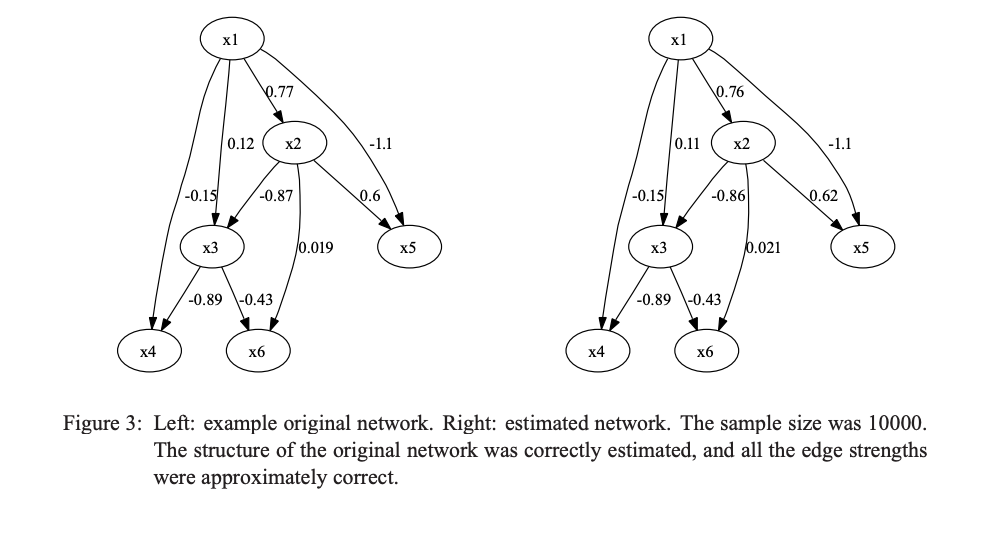 x1
0.77
x2
0.12
-1.1
-0.15
-0.87
0.6
x3
0.019
x5
-0.89
-0.43
x4
x6
x1
0.76
x2
0.11
-1.1
-0.15
-0.86
0.62
x3
0.021
x5
-0.89
-0.43
x4
x6
Figure 3: Left: example original network. Right: estimated network. The sample size was 10000.
The structure of the original network was correctly estimated, and all the edge strengths
were approximately correct.